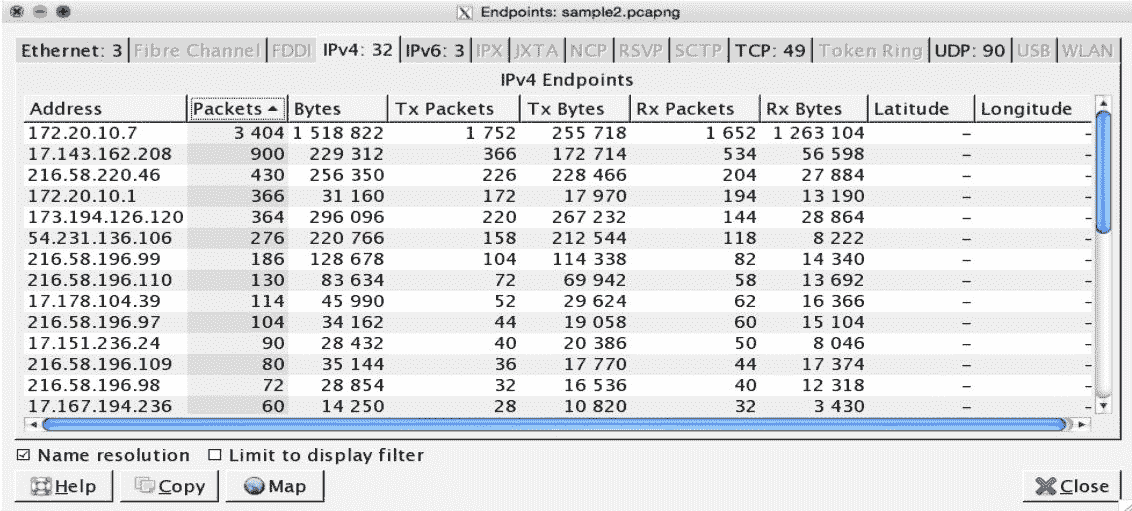 Endpoints: sample2.pcapng
Ethernet: 3 Fibre Channel FDDI IPv4: 32 IPv6: 3 IPX JXTA NCP RSVP SCTP TCP: 49 Token Ring UDP: 90 USB WLAN
IPv4 Endpoints
Address Packets Bytes Tx Packets Tx Bytes Rx Packets Rx Bytes Latitude Longitude
172.20.10.7 3 404 1 518 822 1 752 255 718 1 652 1 263 104 – –
17.143.162.208 900 229 312 366 172 714 534 56 598 – –
216.58.220.46 430 256 350 226 228 466 204 27 884 – –
172.20.10.1 366 31 160 172 17 970 194 13 190 – –
173.194.126.120 364 296 096 220 267 232 144 28 864 – –
54.231.136.106 276 220 766 158 212 544 118 8 222 – –
216.58.196.99 186 128 678 104 114 338 82 14 340 – –
216.58.196.110 130 83 634 72 69 942 58 13 692 – –
17.178.104.39 114 45 990 52 29 624 62 16 366 – –
216.58.196.97 104 34 162 44 19 058 60 15 104 – –
17.151.236.24 90 28 432 40 20 386 50 8 046 – –
216.58.196.109 80 35 144 36 17 770 44 17 374 – –
216.58.196.98 72 28 854 32 16 536 40 12 318 – –
17.167.194.236 60 14 250 28 10 820 32 3 430 – –
Name resolution Limit to display filter
Help Copy Map Close